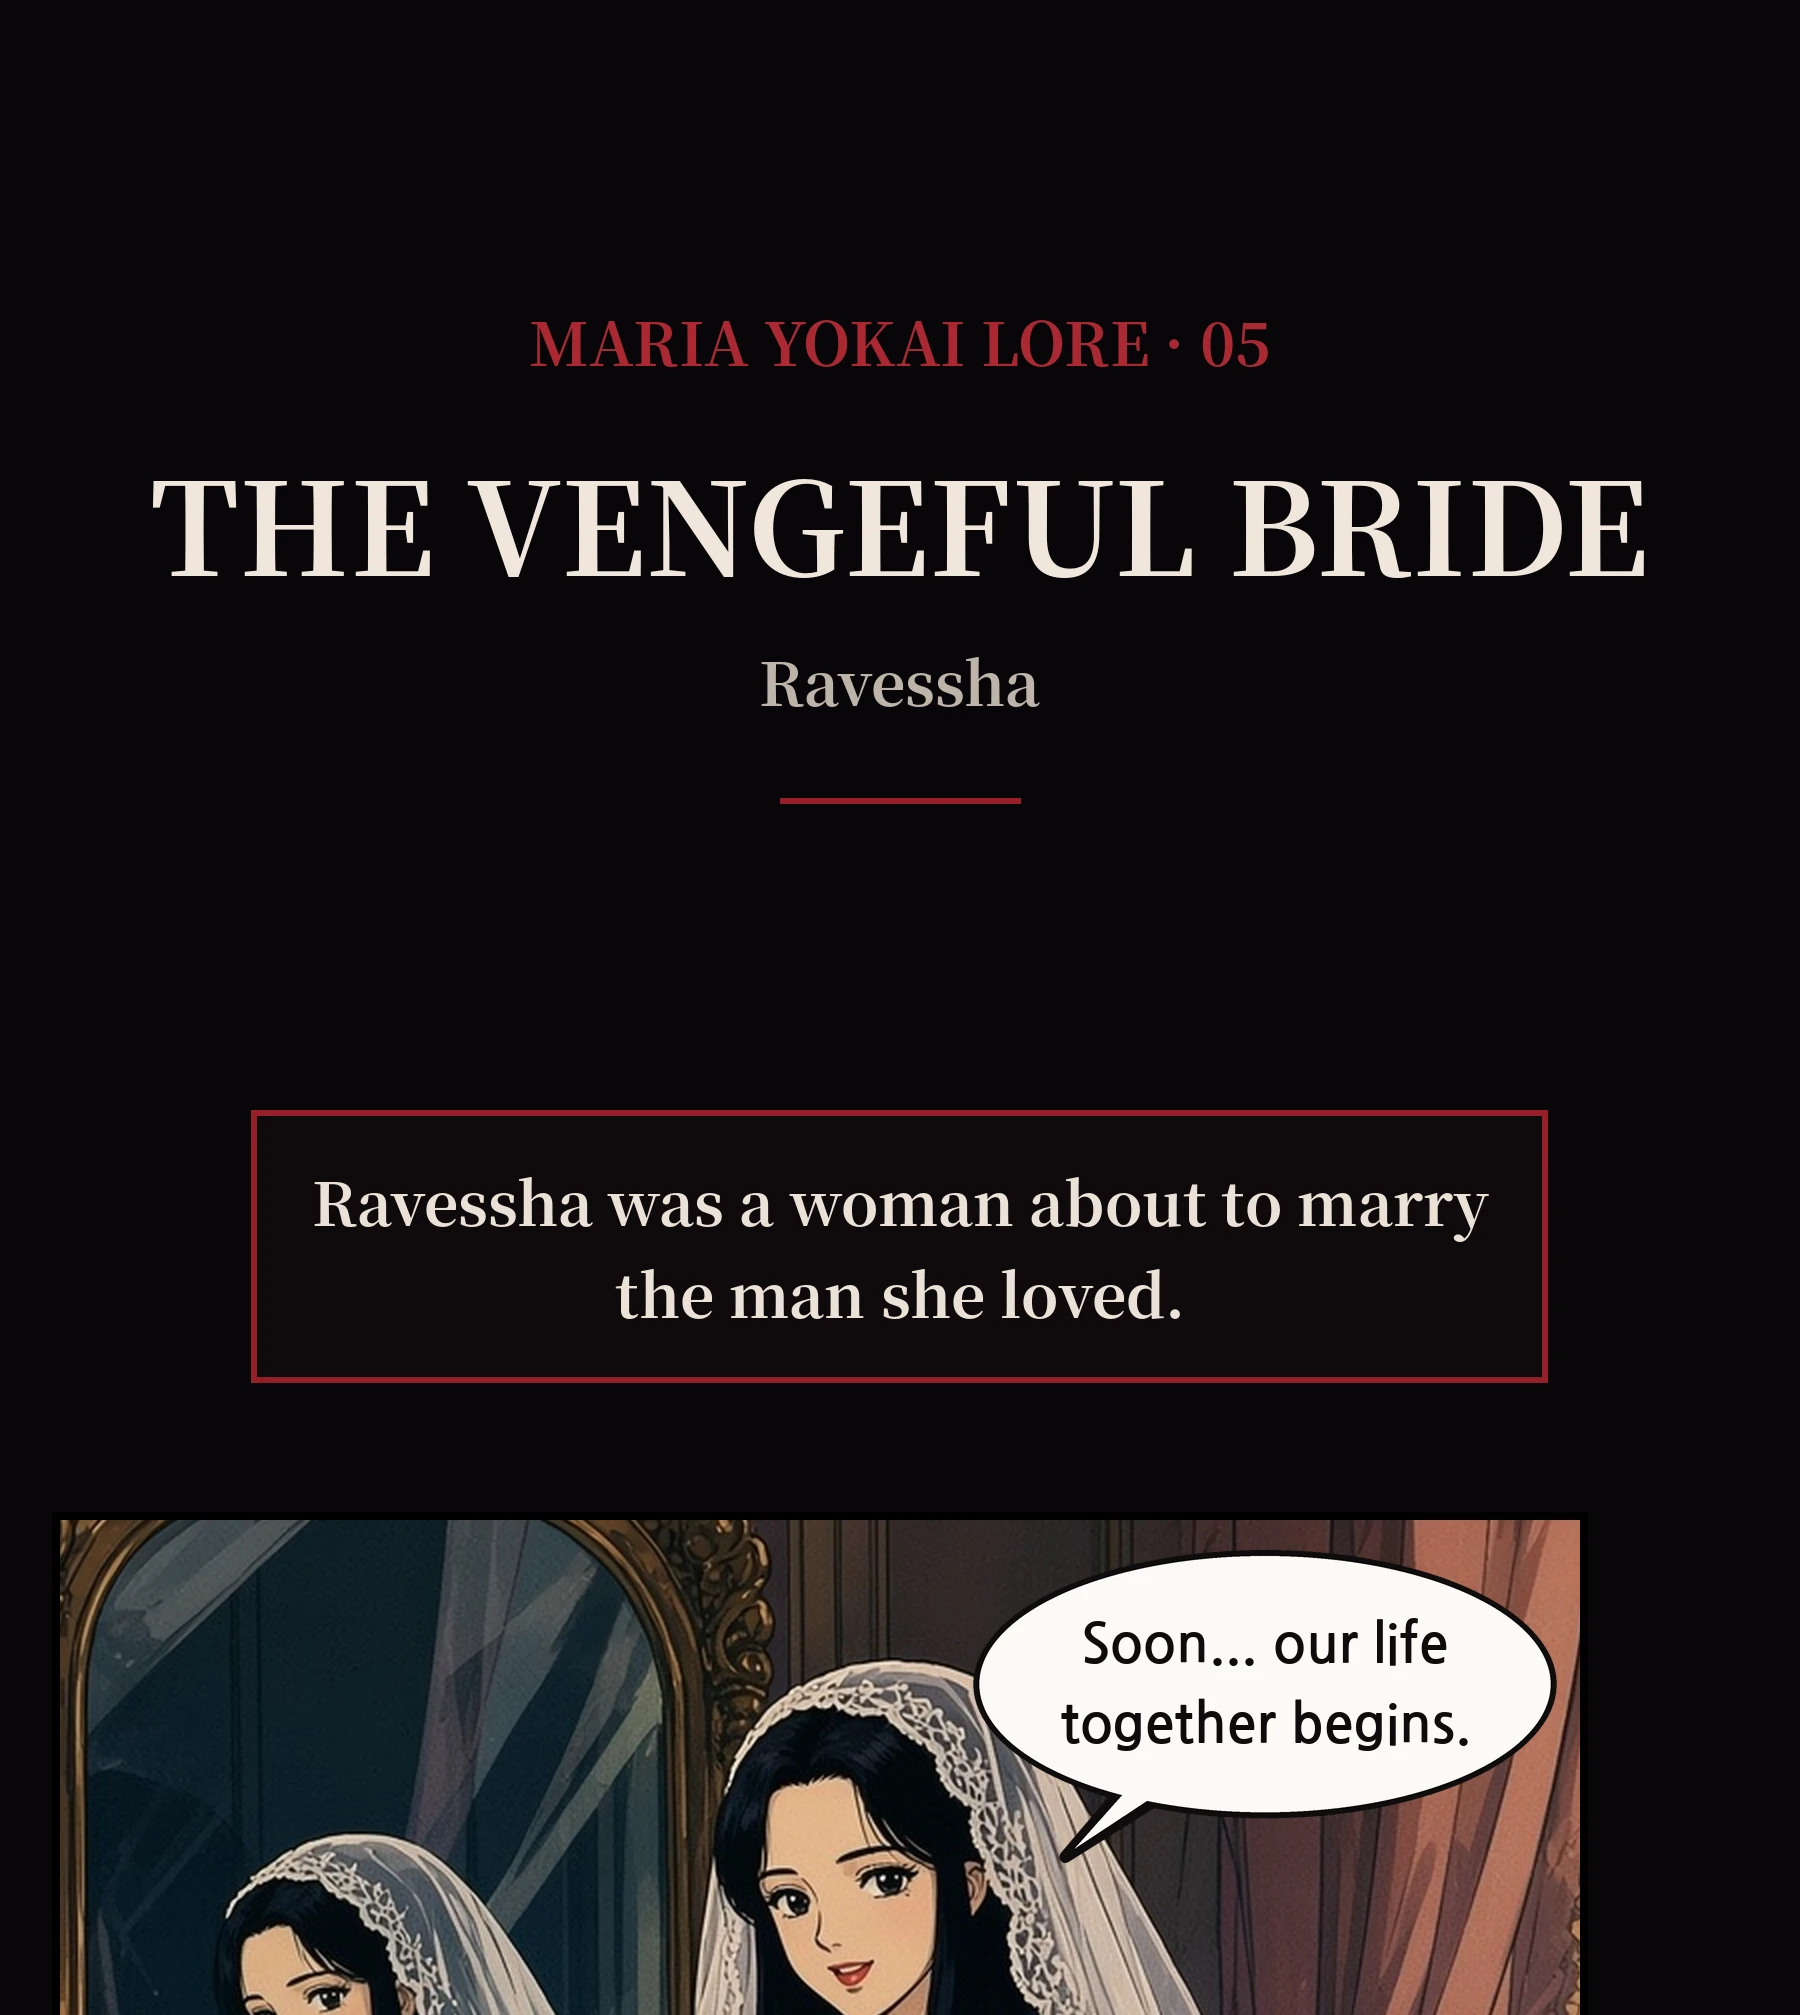 MARIA YOKAI LORE · 05
THE VENGEFUL BRIDE
Ravessha
Ravessha was a woman about to marry
the man she loved.
Soon... our life
together begins.